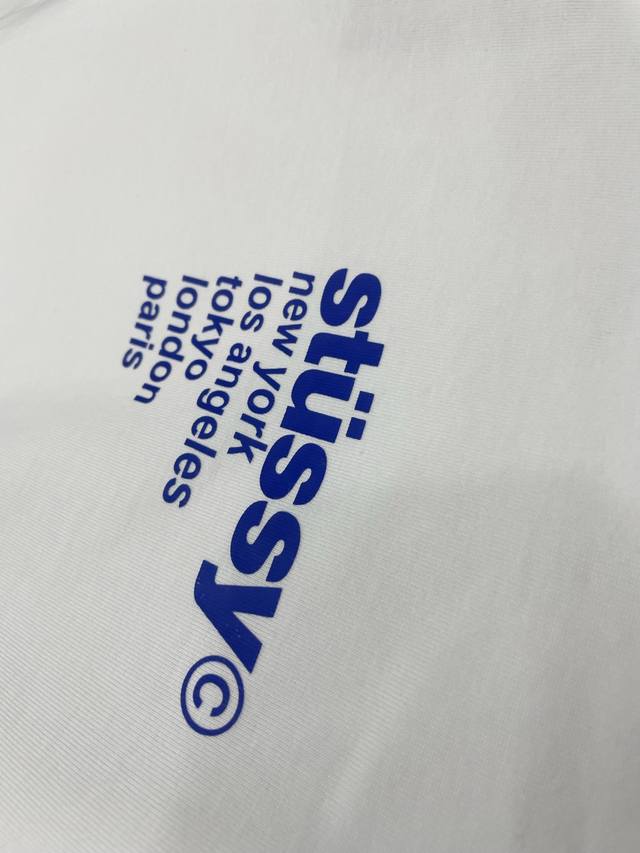 stüssy©
new york
los angeles
tokyo
london
paris